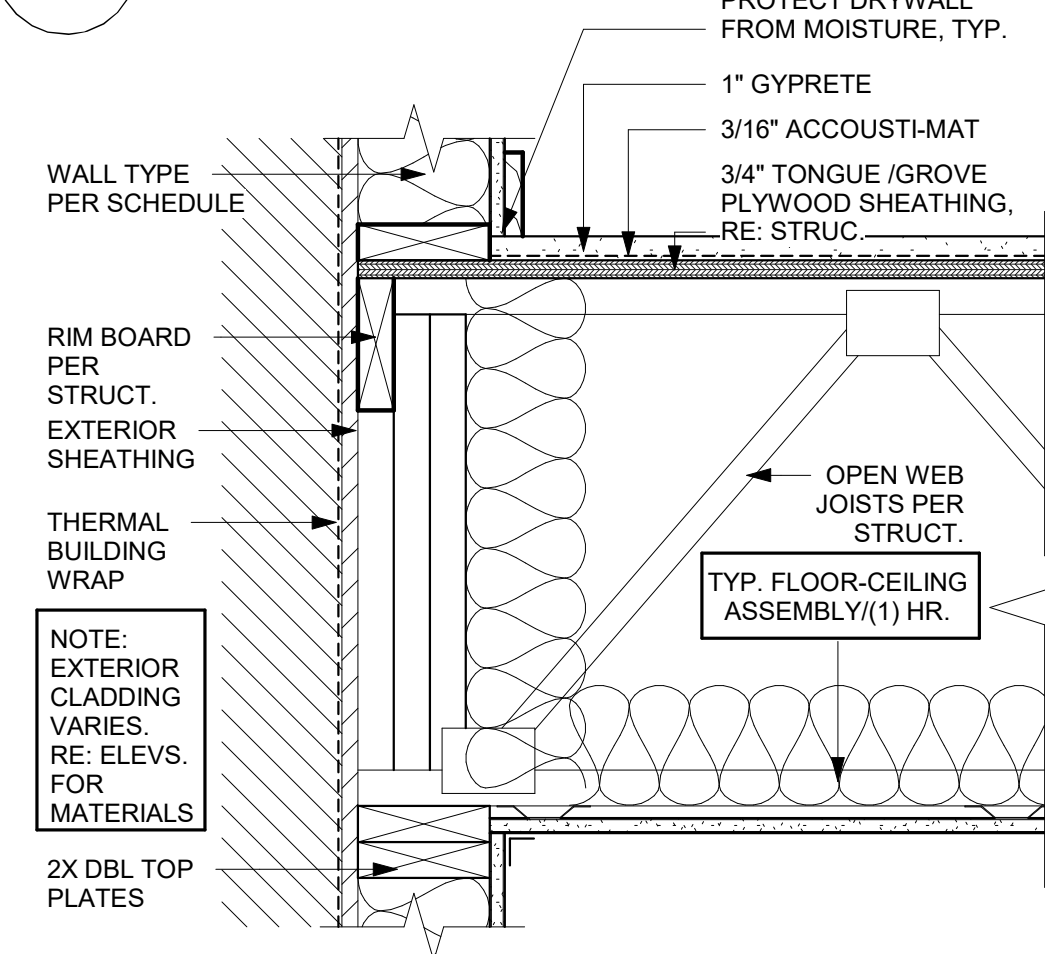 PROTECT DRYWALL
FROM MOISTURE, TYP.
1" GYPRETE
3/16" ACCOUSTI-MAT
3/4" TONGUE /GROVE
PLYWOOD SHEATHING,
RE: STRUC.
WALL TYPE
PER SCHEDULE
RIM BOARD
PER
STRUCT.
EXTERIOR
SHEATHING
THERMAL
BUILDING
WRAP
OPEN WEB
JOISTS PER
STRUCT.
TYP. FLOOR-CEILING
ASSEMBLY/(1) HR.
NOTE:
EXTERIOR
CLADDING
VARIES.
RE: ELEVS.
FOR
MATERIALS
2X DBL TOP
PLATES